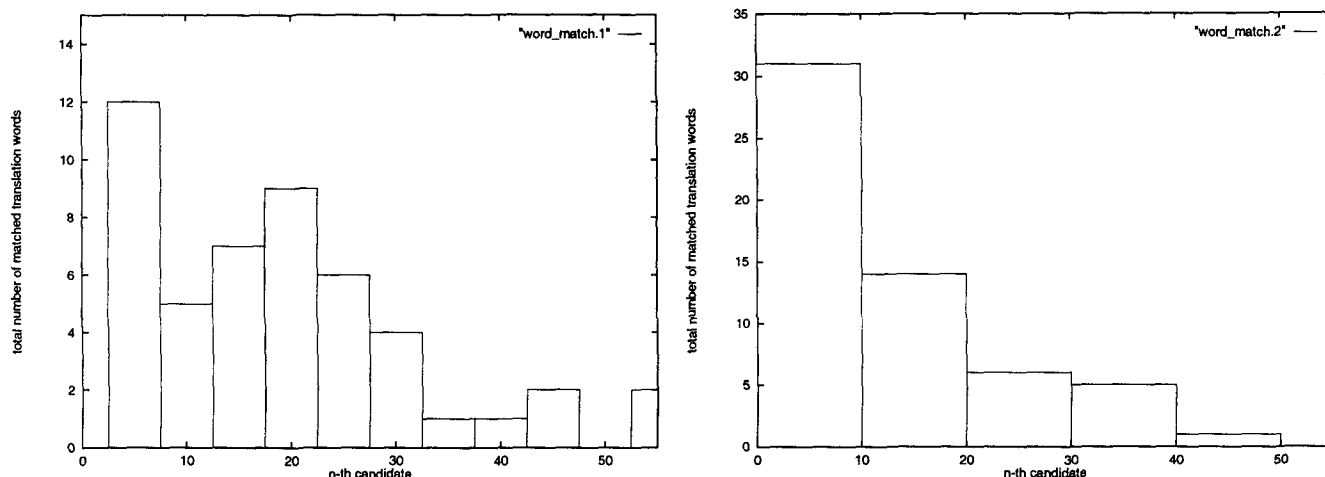 14
12
10
8
6
4
2
0
total number of matched translation words
"word_match.1"
0 10 20 30 40 50
n-th candidate
35
30
25
20
15
10
5
0
total number of matched translation words
"word_match.2"
0 10 20 30 40 50
n-th candidate